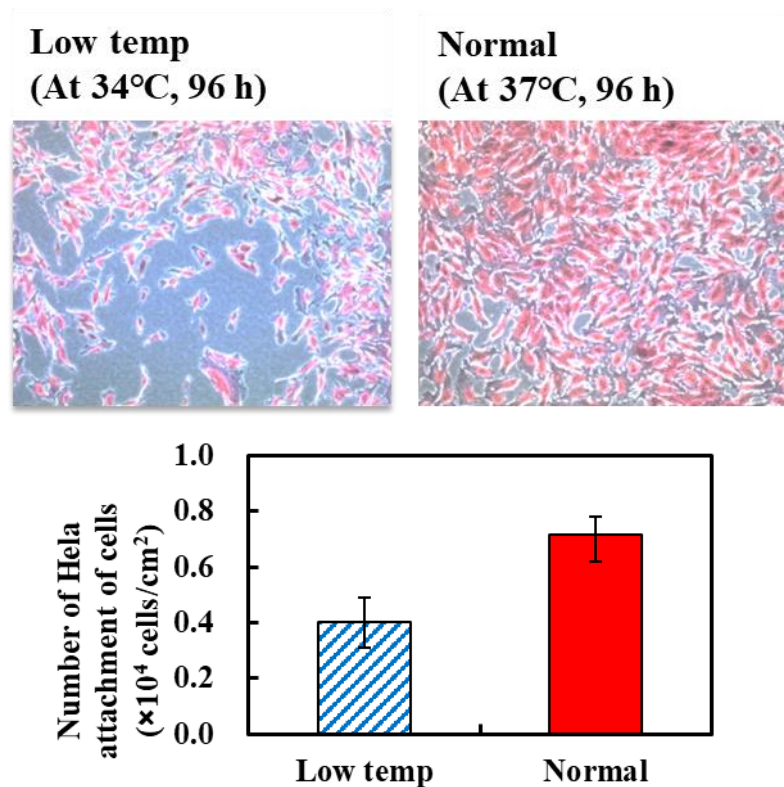 Low temp
(At 34°C, 96 h)
Normal
(At 37°C, 96 h)
Number of Hela
attachment of cells
(×10⁴ cells/cm²)
1.0
0.8
0.6
0.4
0.2
0.0
Low temp
Normal